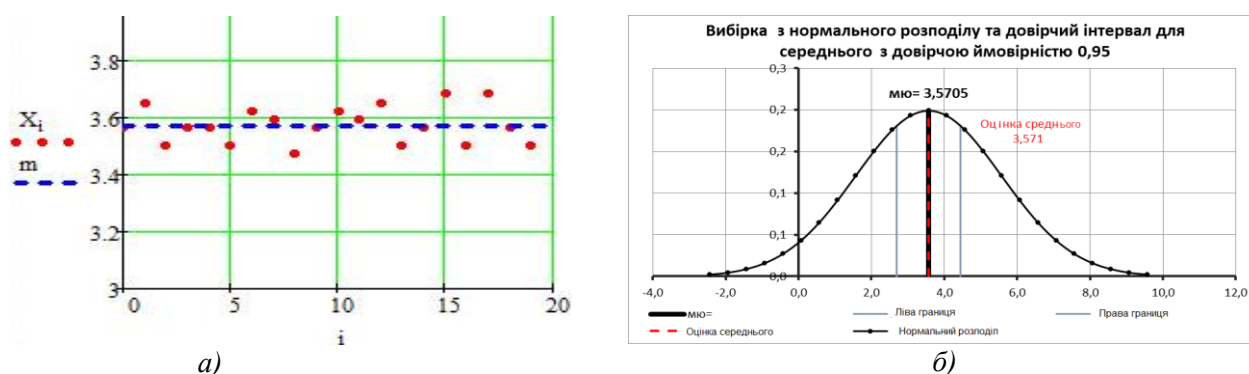 3.8
X i
3.6
m
3.4
3.2
3
0 5 10 15 20
i
а)
Вибірка з нормального розподілу та довірчий інтервал для
середнього з довірчою ймовірністю 0,95
0,3
мю= 3,5705
0,2
Оц інка среднього
3,571
0,2
0,1
0,1
0,0
-4,0 -2,0 0,0 2,0 4,0 6,0 8,0 10,0 12,0
мю= Ліва границя Права границя
Оцінка середнього Нормальний розподіл
б)